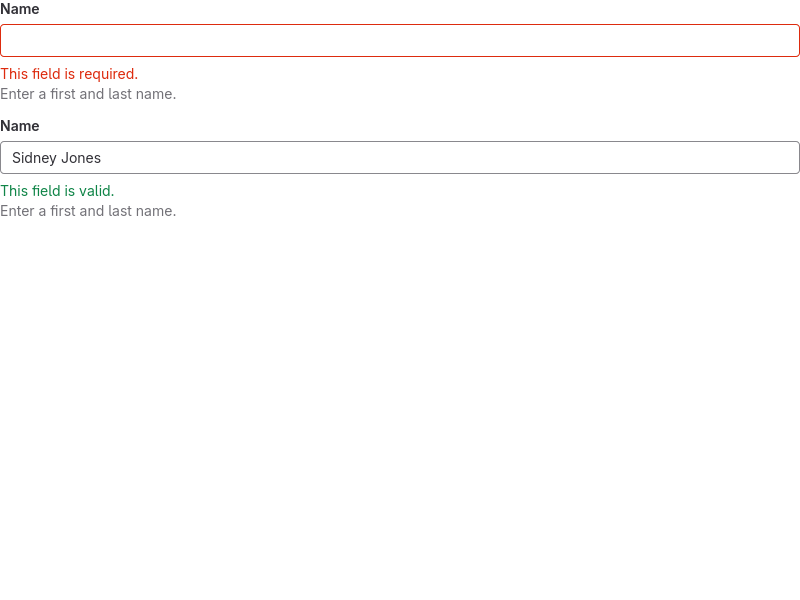 Name
This field is required.
Enter a first and last name.
Name
Sidney Jones
This field is valid.
Enter a first and last name.